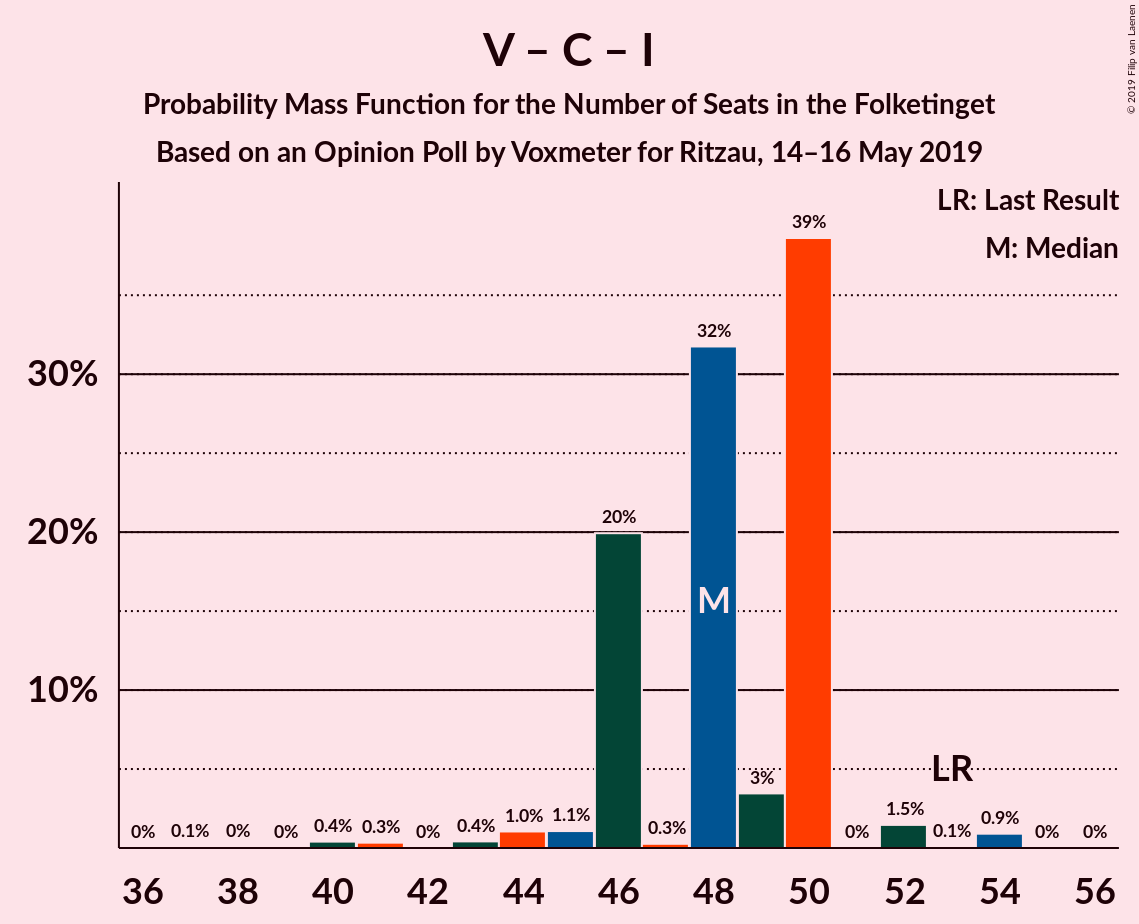 V – C – I
Probability Mass Function for the Number of Seats in the Folketinget
Based on an Opinion Poll by Voxmeter for Ritzau, 14–16 May 2019
© 2019 Filip van Laenen
LR: Last Result
M: Median
30%
20%
10%
0% 0.1% 0% 0% 0.4% 0.3% 0% 0.4% 1.0% 1.1% 20% 0.3% 32% 3% 39% 0% 1.5% 0.1% 0.9% 0% 0%
M
LR
36 38 40 42 44 46 48 50 52 54 56